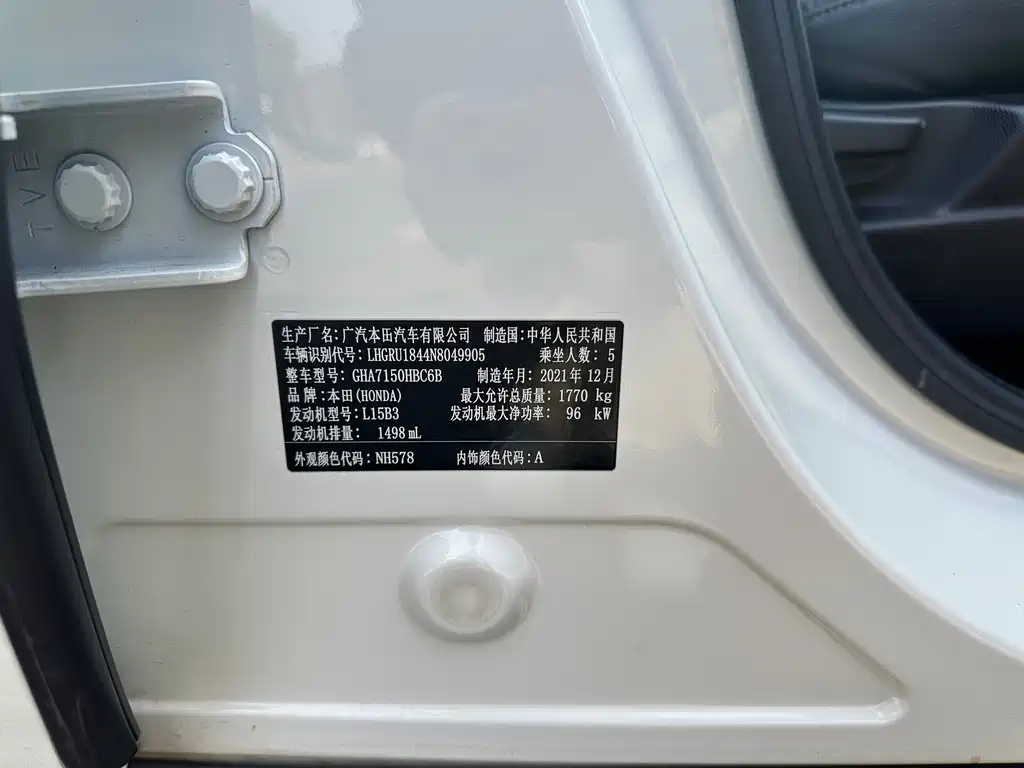 TVE
生产厂名:广汽本田汽车有限公司 制造国:中华人民共和国
车辆识别代号: LHGRU1844N8049905 乘坐人数: 5
整车型号: GHA7150HBC6B 制造年月: 2021年 12月
品牌:本田(HONDA) 最大允许总质量: 1770 kg
发动机型号: L15B3 发动机最大净功率: 96 kW
发动机排量: 1498 mL
外观颜色代码: NH578 内饰颜色代码: A